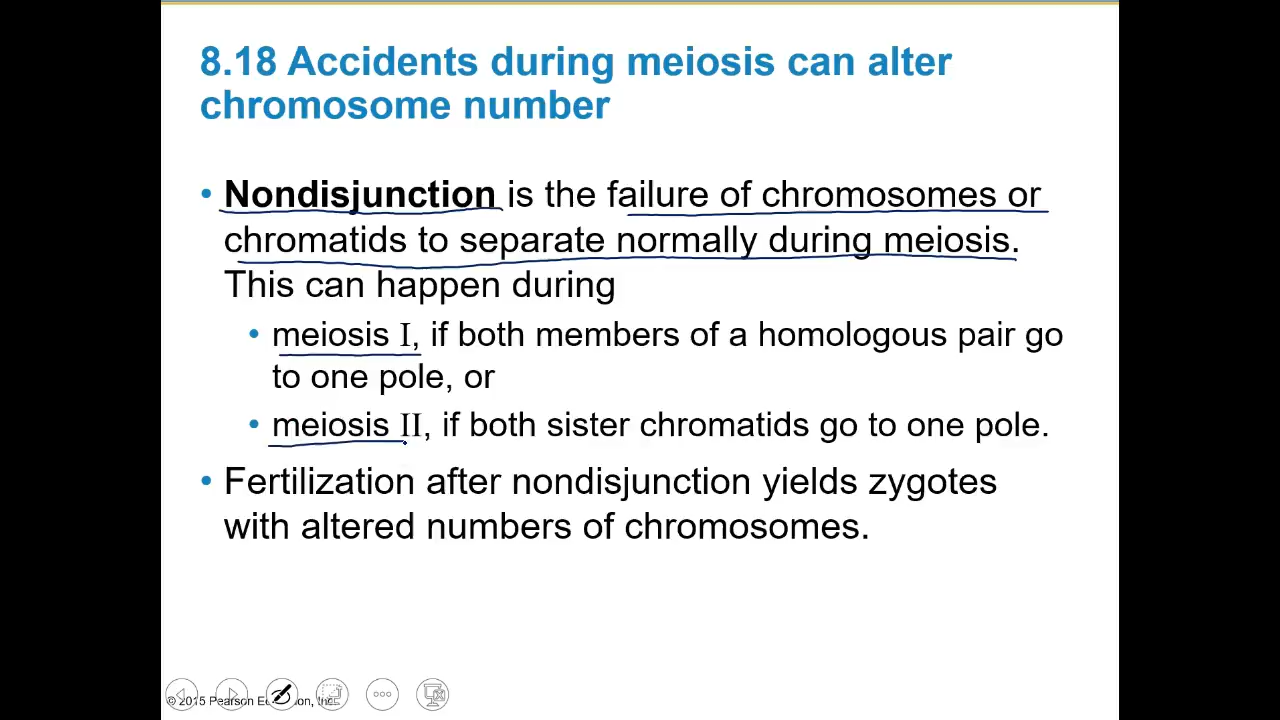 8.18 Accidents during meiosis can alter
chromosome number
• Nondisjunction is the failure of chromosomes or
chromatids to separate normally during meiosis.
This can happen during
• meiosis I, if both members of a homologous pair go
to one pole, or
• meiosis II, if both sister chromatids go to one pole.
• Fertilization after nondisjunction yields zygotes
with altered numbers of chromosomes.
© 2015 Pearson Inc.